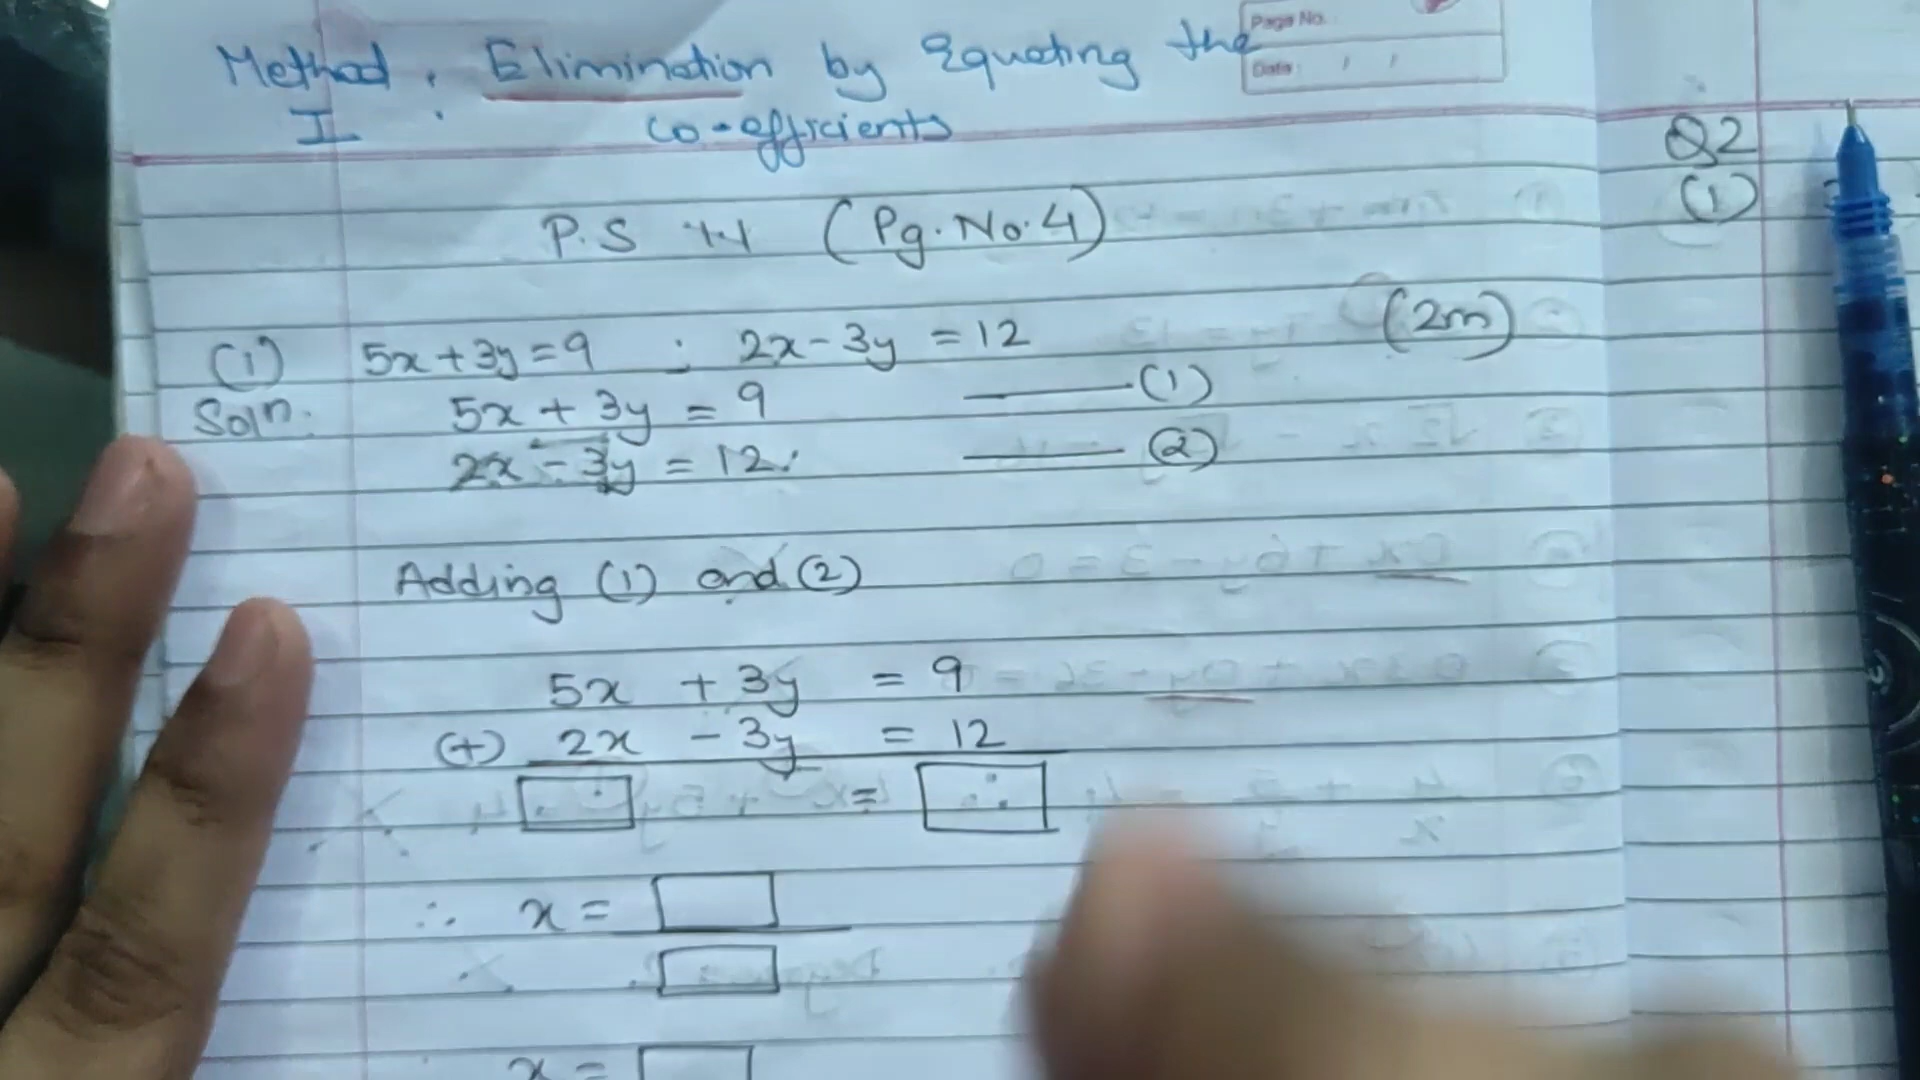 Page No.
Method : Elimination by Equating the
Date : / /
I co-efficients
Q2
(1)
P.S 1.1 (Pg. No. 4)
(1) 5x + 3y = 9 ; 2x - 3y = 12 (2m)
Soln. 5x + 3y = 9 —— (1)
2x - 3y = 12. —— (2)
Adding (1) and (2)
5x + 3y = 9
(+) 2x - 3y = 12
=
∴ x =
x =